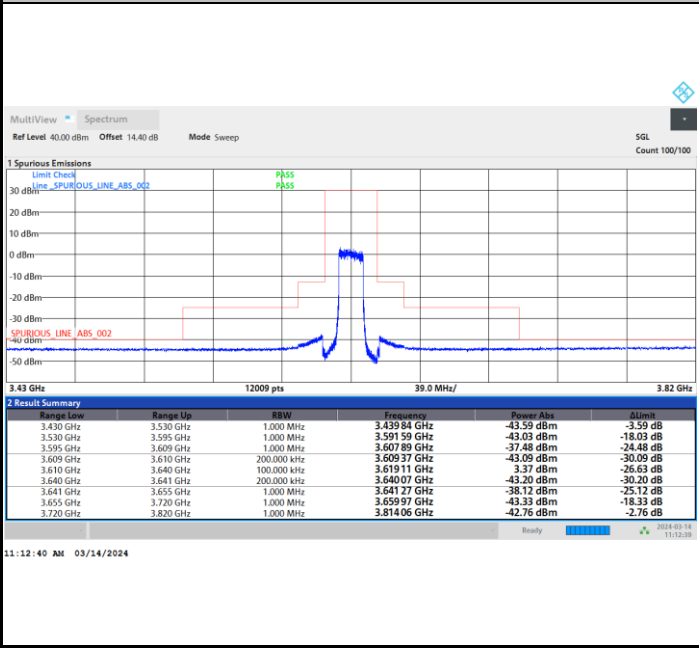 MultiView Spectrum
Ref Level 40.00 dBm Offset 14.40 dB Mode Sweep SGL
Count 100/100
1 Spurious Emissions
Limit Check PASS
Line _SPURIOUS_LINE_ABS_002 PASS
30 dBm
20 dBm
10 dBm
0 dBm
-10 dBm
-20 dBm
-30 dBm
SPURIOUS_LINE_ABS_002
-40 dBm
-50 dBm
3.43 GHz 12009 pts 39.0 MHz/ 3.82 GHz
2 Result Summary
Range Low Range Up RBW Frequency Power Abs ΔLimit
3.430 GHz 3.530 GHz 1.000 MHz 3.439 84 GHz -43.59 dBm -3.59 dB
3.530 GHz 3.595 GHz 1.000 MHz 3.591 59 GHz -43.03 dBm -18.03 dB
3.595 GHz 3.609 GHz 1.000 MHz 3.607 89 GHz -37.48 dBm -24.48 dB
3.609 GHz 3.610 GHz 200.000 kHz 3.609 37 GHz -43.09 dBm -30.09 dB
3.610 GHz 3.640 GHz 100.000 kHz 3.619 11 GHz 3.37 dBm -26.63 dB
3.640 GHz 3.641 GHz 200.000 kHz 3.640 07 GHz -43.20 dBm -30.20 dB
3.641 GHz 3.655 GHz 1.000 MHz 3.641 27 GHz -38.12 dBm -25.12 dB
3.655 GHz 3.720 GHz 1.000 MHz 3.659 97 GHz -43.33 dBm -18.33 dB
3.720 GHz 3.820 GHz 1.000 MHz 3.814 06 GHz -42.76 dBm -2.76 dB
Ready 2024-03-14
11:12:39
11:12:40 AM 03/14/2024